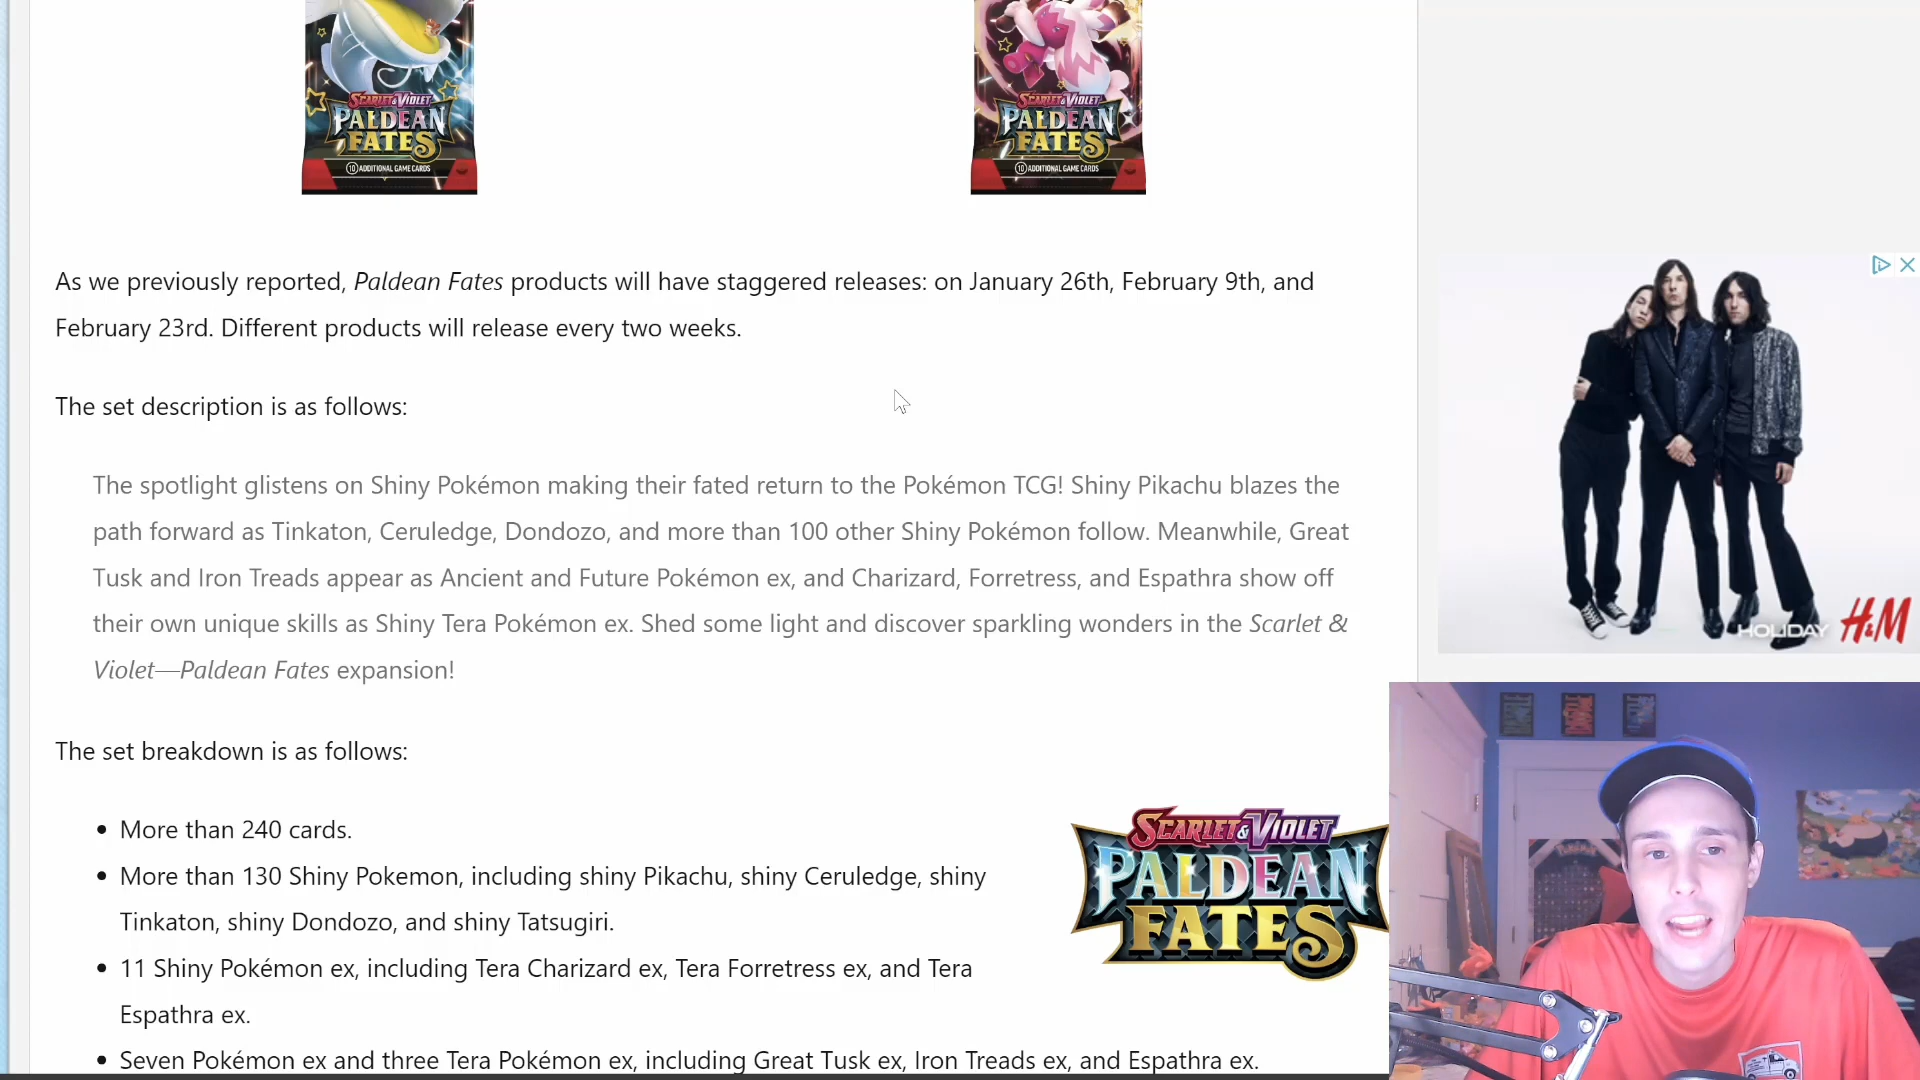 SCARLET & VIOLET
PALDEAN
FATES
10 ADDITIONAL GAME CARDS
SCARLET & VIOLET
PALDEAN
FATES
10 ADDITIONAL GAME CARDS
As we previously reported, Paldean Fates products will have staggered releases: on January 26th, February 9th, and
February 23rd. Different products will release every two weeks.
The set description is as follows:
The spotlight glistens on Shiny Pokémon making their fated return to the Pokémon TCG! Shiny Pikachu blazes the
path forward as Tinkaton, Ceruledge, Dondozo, and more than 100 other Shiny Pokémon follow. Meanwhile, Great
Tusk and Iron Treads appear as Ancient and Future Pokémon ex, and Charizard, Forretress, and Espathra show off
their own unique skills as Shiny Tera Pokémon ex. Shed some light and discover sparkling wonders in the Scarlet &
Violet—Paldean Fates expansion!
The set breakdown is as follows:
• More than 240 cards.
• More than 130 Shiny Pokemon, including shiny Pikachu, shiny Ceruledge, shiny
Tinkaton, shiny Dondozo, and shiny Tatsugiri.
• 11 Shiny Pokémon ex, including Tera Charizard ex, Tera Forretress ex, and Tera
Espathra ex.
• Seven Pokémon ex and three Tera Pokémon ex, including Great Tusk ex, Iron Treads ex, and Espathra ex.
SCARLET & VIOLET
PALDEAN
FATES
HOLIDAY H&M